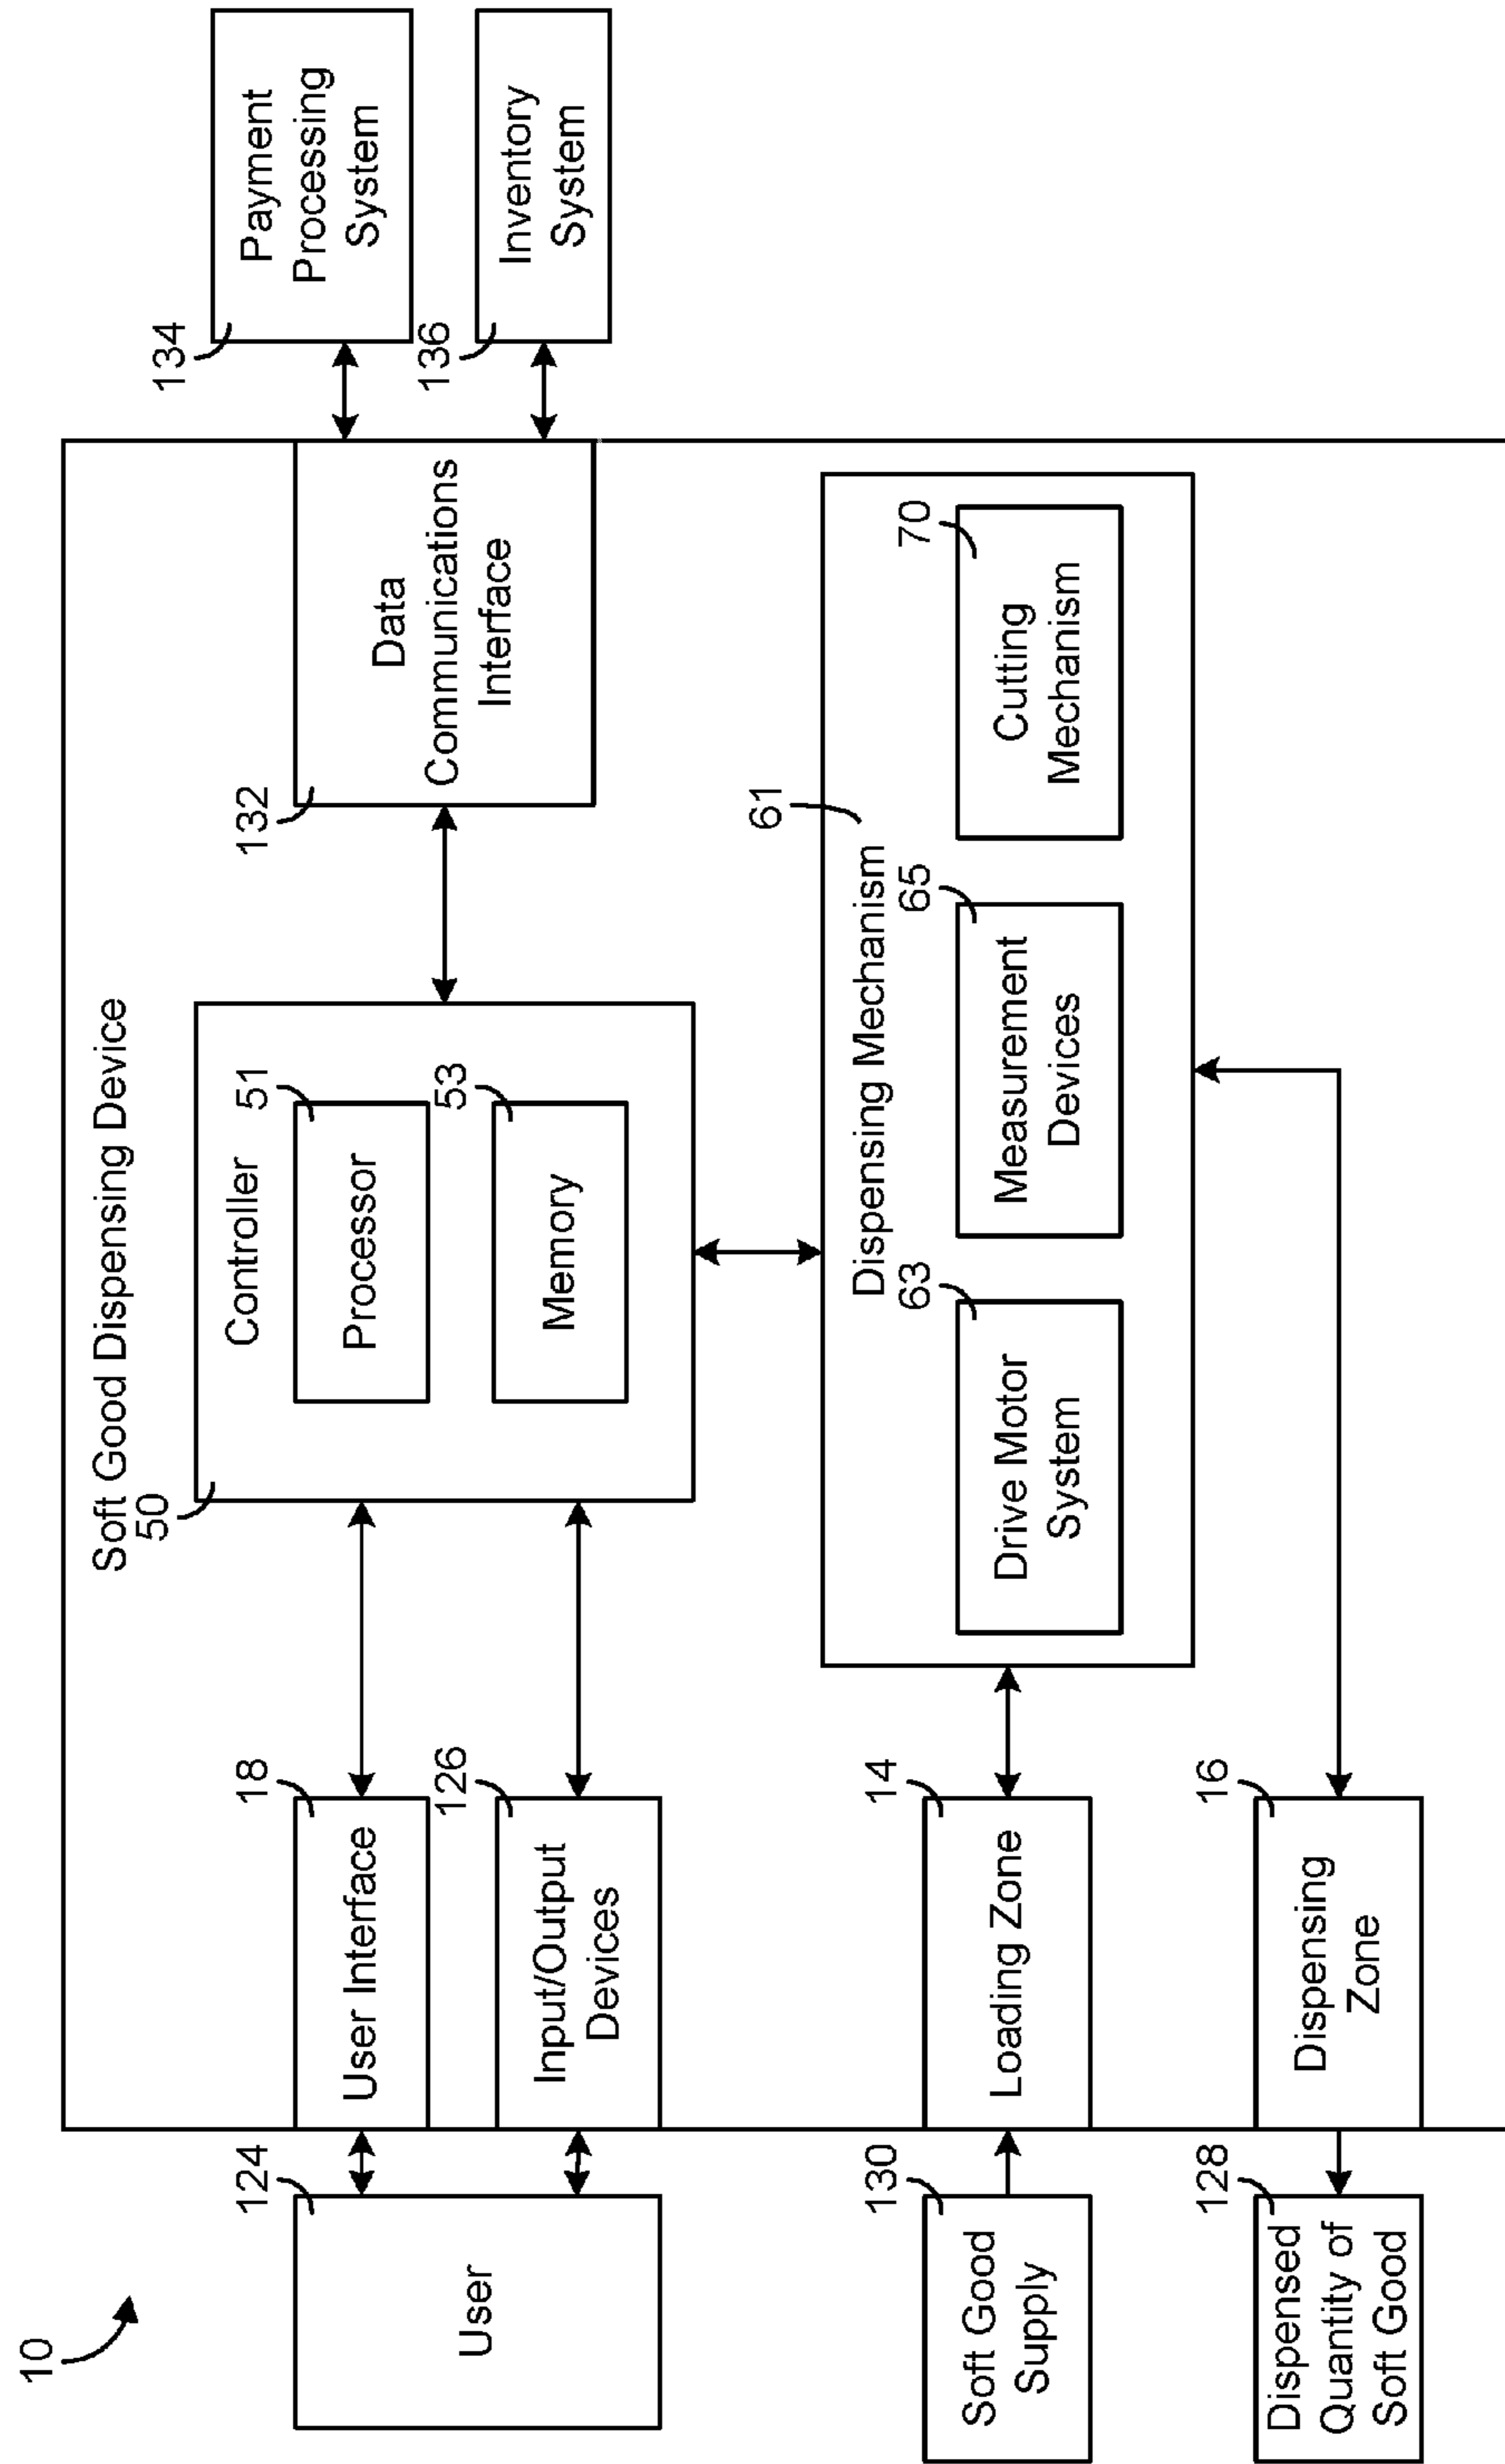 10
Soft Good Dispensing Device
124
User
18
User Interface
126
Input/Output
Devices
50
Controller
51
Processor
53
Memory
132
Data
Communications
Interface
134
Payment
Processing
System
136
Inventory
System
130
Soft Good
Supply
14
Loading Zone
61
Dispensing Mechanism
63
Drive Motor
System
65
Measurement
Devices
70
Cutting
Mechanism
128
Dispensed
Quantity of
Soft Good
16
Dispensing
Zone